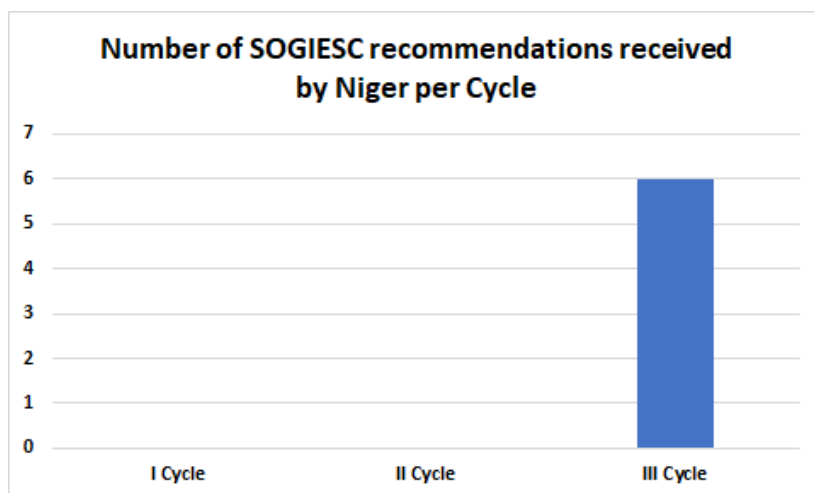 Number of SOGIESC recommendations received
by Niger per Cycle
7
6
5
4
3
2
1
0
I Cycle II Cycle III Cycle